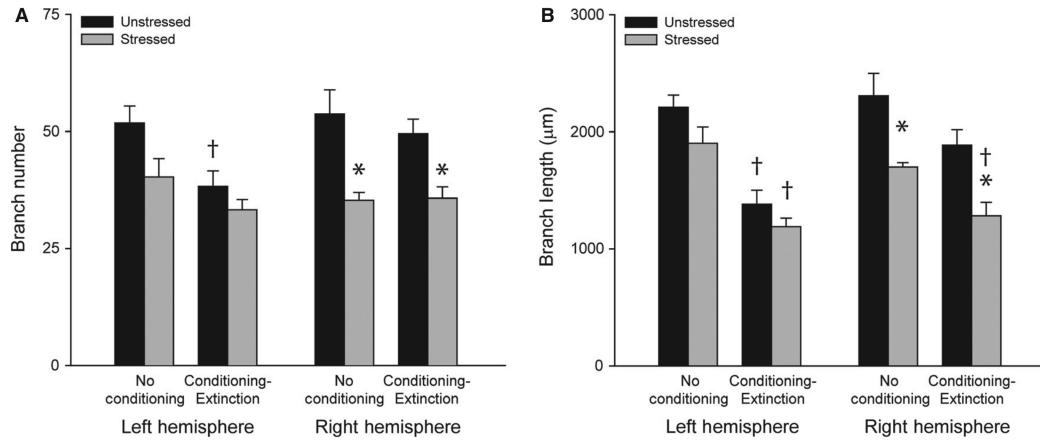 A
75
50
25
0
Branch number
Unstressed
Stressed
†
*
*
No
conditioning
Conditioning-
Extinction
No
conditioning
Conditioning-
Extinction
Left hemisphere
Right hemisphere
B
3000
2000
1000
0
Branch length (μm)
Unstressed
Stressed
†
†
*
†
*
No
conditioning
Conditioning-
Extinction
No
conditioning
Conditioning-
Extinction
Left hemisphere
Right hemisphere